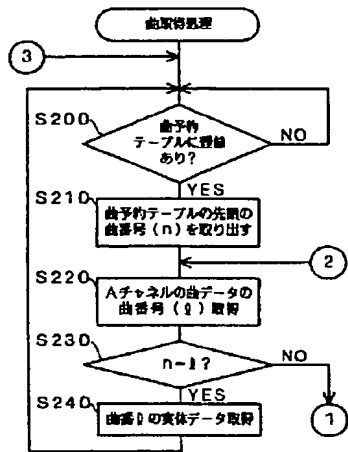 曲取得処理
3
S200
曲予約
テーブルに登録
あり?
NO
YES
S210
曲予約テーブルの先頭の
曲番号(n)を取り出す
2
S220
Aチャネルの曲データの
曲番号(ℓ)取得
S230
n=ℓ?
NO
YES
S240
曲番ℓの実体データ取得
1